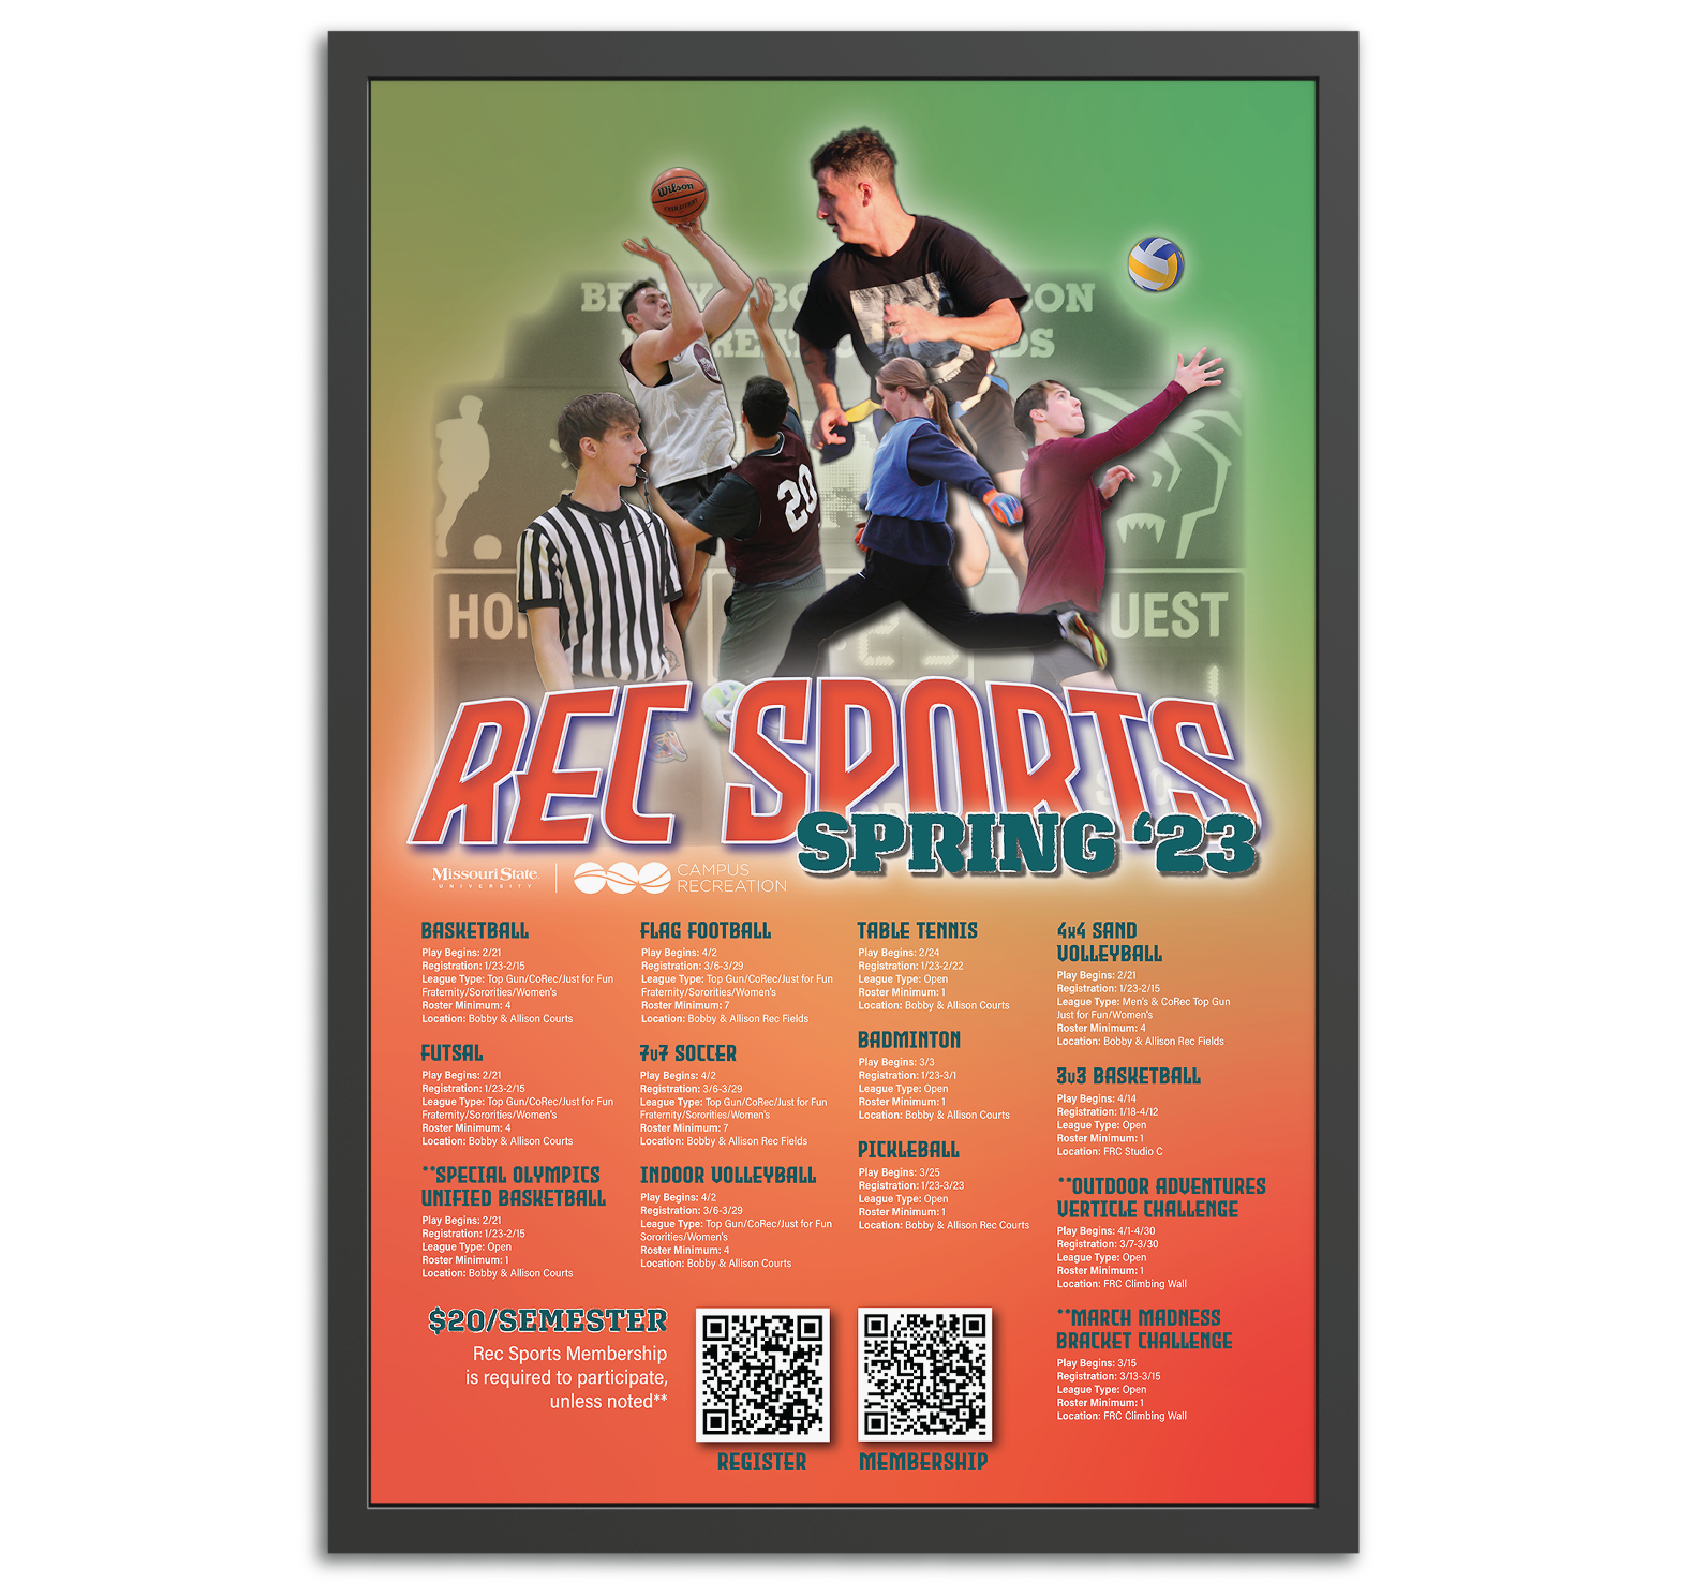 Wilson
20
HO
UEST
REC SPORTS
SPRING '23
Missouri State
UNIVERSITY
CAMPUS
RECREATION
BASKETBALL
Play Begins: 2/21
Registration: 1/23-2/15
League Type: Top Gun/CoRec/Just for Fun
Fraternity/Sororities/Women's
Roster Minimum: 4
Location: Bobby & Allison Courts
FUTSAL
Play Begins: 2/21
Registration: 1/23-2/15
League Type: Top Gun/CoRec/Just for Fun
Fraternity/Sororities/Women's
Roster Minimum: 4
Location: Bobby & Allison Courts
**SPECIAL OLYMPICS
UNIFIED BASKETBALL
Play Begins: 2/21
Registration: 1/23-2/15
League Type: Open
Roster Minimum: 1
Location: Bobby & Allison Courts
FLAG FOOTBALL
Play Begins: 4/2
Registration: 3/6-3/29
League Type: Top Gun/CoRec/Just for Fun
Fraternity/Sororities/Women's
Roster Minimum: 7
Location: Bobby & Allison Rec Fields
7v7 SOCCER
Play Begins: 4/2
Registration: 3/6-3/29
League Type: Top Gun/CoRec/Just for Fun
Fraternity/Sororities/Women's
Roster Minimum: 7
Location: Bobby & Allison Rec Fields
INDOOR VOLLEYBALL
Play Begins: 4/2
Registration: 3/6-3/29
League Type: Top Gun/CoRec/Just for Fun
Sororities/Women's
Roster Minimum: 4
Location: Bobby & Allison Courts
TABLE TENNIS
Play Begins: 2/24
Registration: 1/23-2/22
League Type: Open
Roster Minimum: 1
Location: Bobby & Allison Courts
BADMINTON
Play Begins: 3/3
Registration: 1/23-3/1
League Type: Open
Roster Minimum: 1
Location: Bobby & Allison Courts
PICKLEBALL
Play Begins: 3/25
Registration: 1/23-3/23
League Type: Open
Roster Minimum: 1
Location: Bobby & Allison Rec Courts
4x4 SAND
VOLLEYBALL
Play Begins: 2/21
Registration: 1/23-2/15
League Type: Men's & CoRec Top Gun
Just for Fun/Women's
Roster Minimum: 4
Location: Bobby & Allison Rec Fields
3v3 BASKETBALL
Play Begins: 4/14
Registration: 1/18-4/12
League Type: Open
Roster Minimum: 1
Location: FRC Studio C
**OUTDOOR ADVENTURES
VERTICLE CHALLENGE
Play Begins: 4/1-4/30
Registration: 3/7-3/30
League Type: Open
Roster Minimum: 1
Location: FRC Climbing Wall
**MARCH MADNESS
BRACKET CHALLENGE
Play Begins: 3/15
Registration: 3/13-3/15
League Type: Open
Roster Minimum: 1
Location: FRC Climbing Wall
$20/SEMESTER
Rec Sports Membership
is required to participate,
unless noted**
REGISTER
MEMBERSHIP